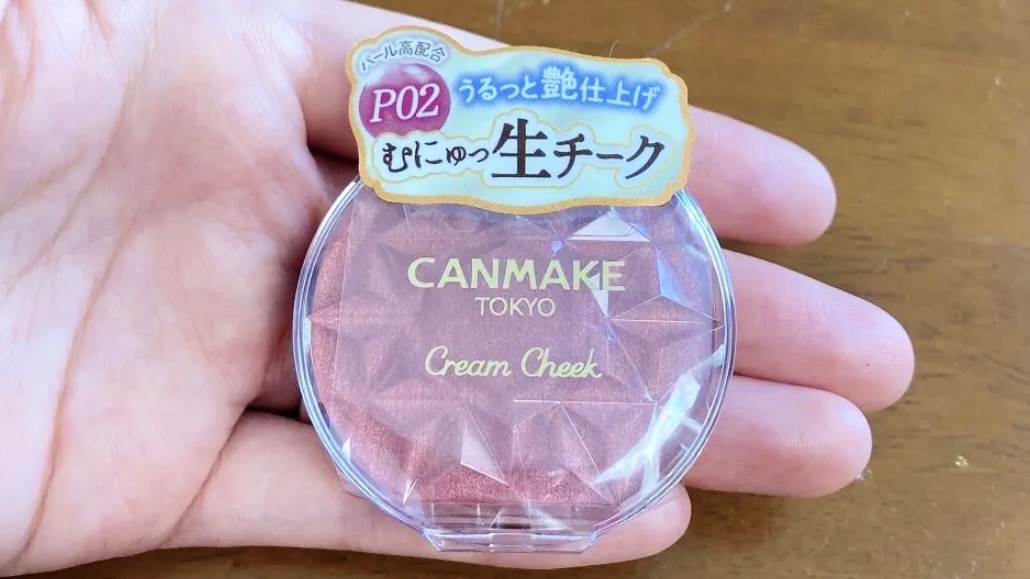 パール高配合
P02
うるっと艶仕上げ
むにゅっ生チーク
CANMAKE
TOKYO
Cream Cheek